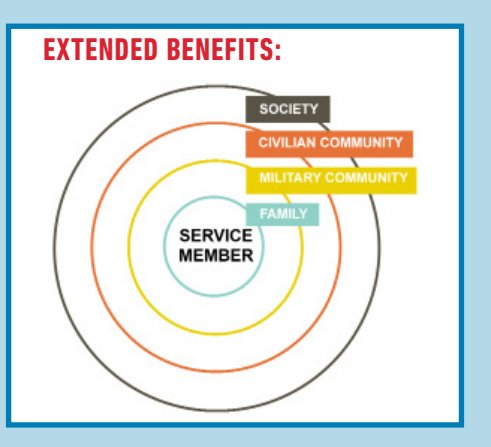 EXTENDED BENEFITS:
SOCIETY
CIVILIAN COMMUNITY
MILITARY COMMUNITY
FAMILY
SERVICE
MEMBER